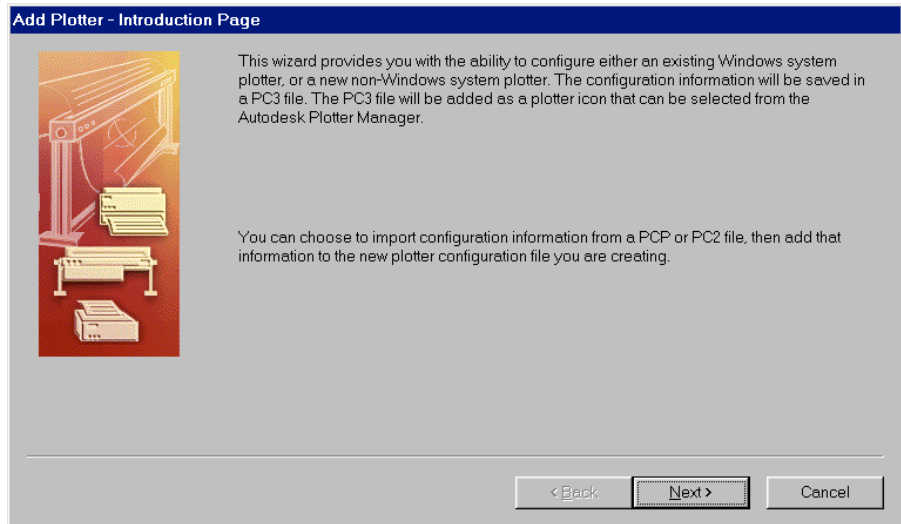 Add Plotter - Introduction Page
This wizard provides you with the ability to configure either an existing Windows system
plotter, or a new non-Windows system plotter. The configuration information will be saved in
a PC3 file. The PC3 file will be added as a plotter icon that can be selected from the
Autodesk Plotter Manager.
You can choose to import configuration information from a PCP or PC2 file, then add that
information to the new plotter configuration file you are creating.
< Back Next > Cancel